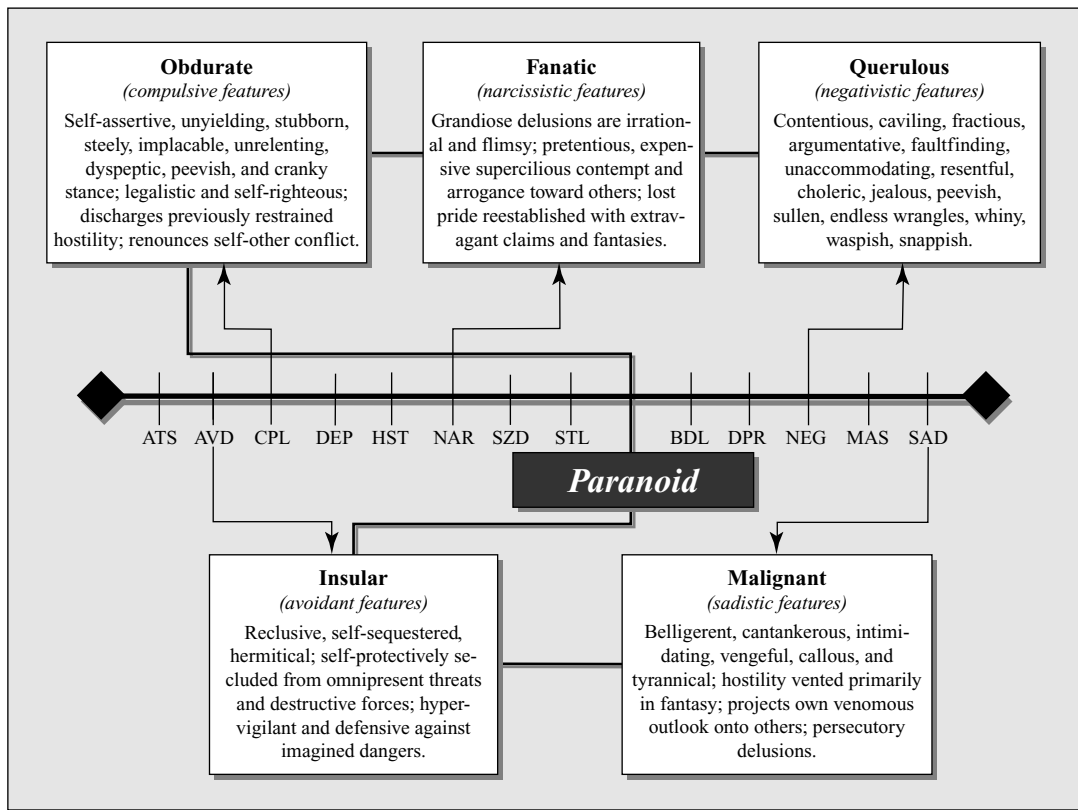 Obdurate
(compulsive features)
Self-assertive, unyielding, stubborn,
steely, implacable, unrelenting,
dyspeptic, peevish, and cranky
stance; legalistic and self-righteous;
discharges previously restrained
hostility; renounces self-other conflict.
Fanatic
(narcissistic features)
Grandiose delusions are irration-
al and flimsy; pretentious, expen-
sive supercilious contempt and
arrogance toward others; lost
pride reestablished with extrav-
agant claims and fantasies.
Querulous
(negativistic features)
Contentious, caviling, fractious,
argumentative, faultfinding,
unaccommodating, resentful,
choleric, jealous, peevish,
sullen, endless wrangles, whiny,
waspish, snappish.
ATS AVD CPL DEP HST NAR SZD STL BDL DPR NEG MAS SAD
Paranoid
Insular
(avoidant features)
Reclusive, self-sequestered,
hermitical; self-protectively se-
cluded from omnipresent threats
and destructive forces; hyper-
vigilant and defensive against
imagined dangers.
Malignant
(sadistic features)
Belligerent, cantankerous, intimi-
dating, vengeful, callous, and
tyrannical; hostility vented primarily
in fantasy; projects own venomous
outlook onto others; persecutory
delusions.